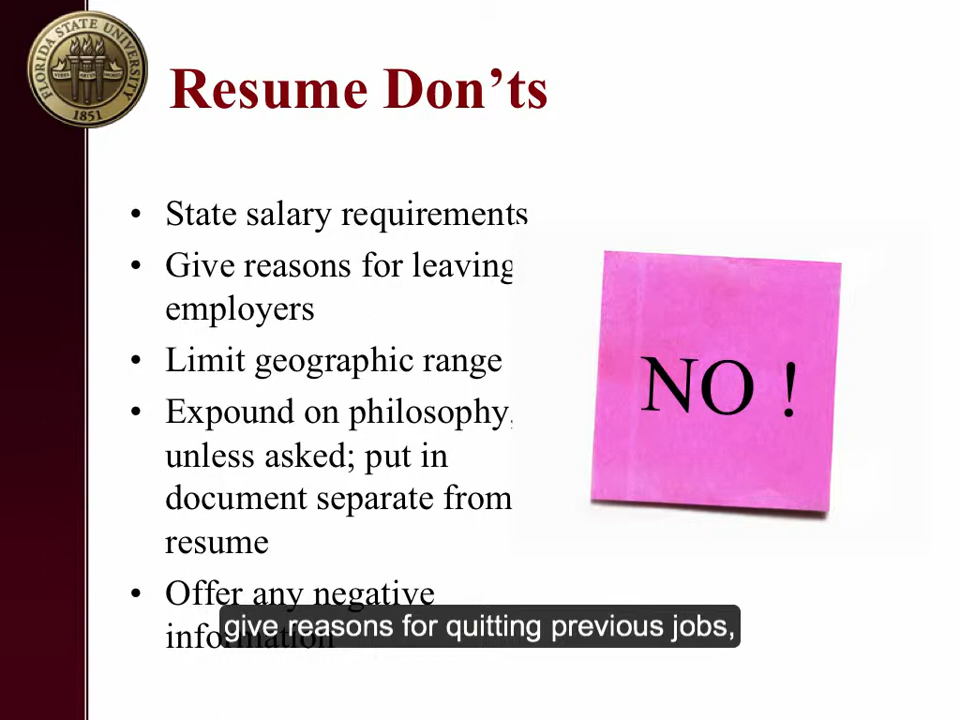 FLORIDA STATE UNIVERSITY
1851
Resume Don'ts
• State salary requirements
• Give reasons for leaving
employers
• Limit geographic range
• Expound on philosophy,
unless asked; put in
document separate from
resume
• Offer any negative
information
NO !
give reasons for quitting previous jobs,